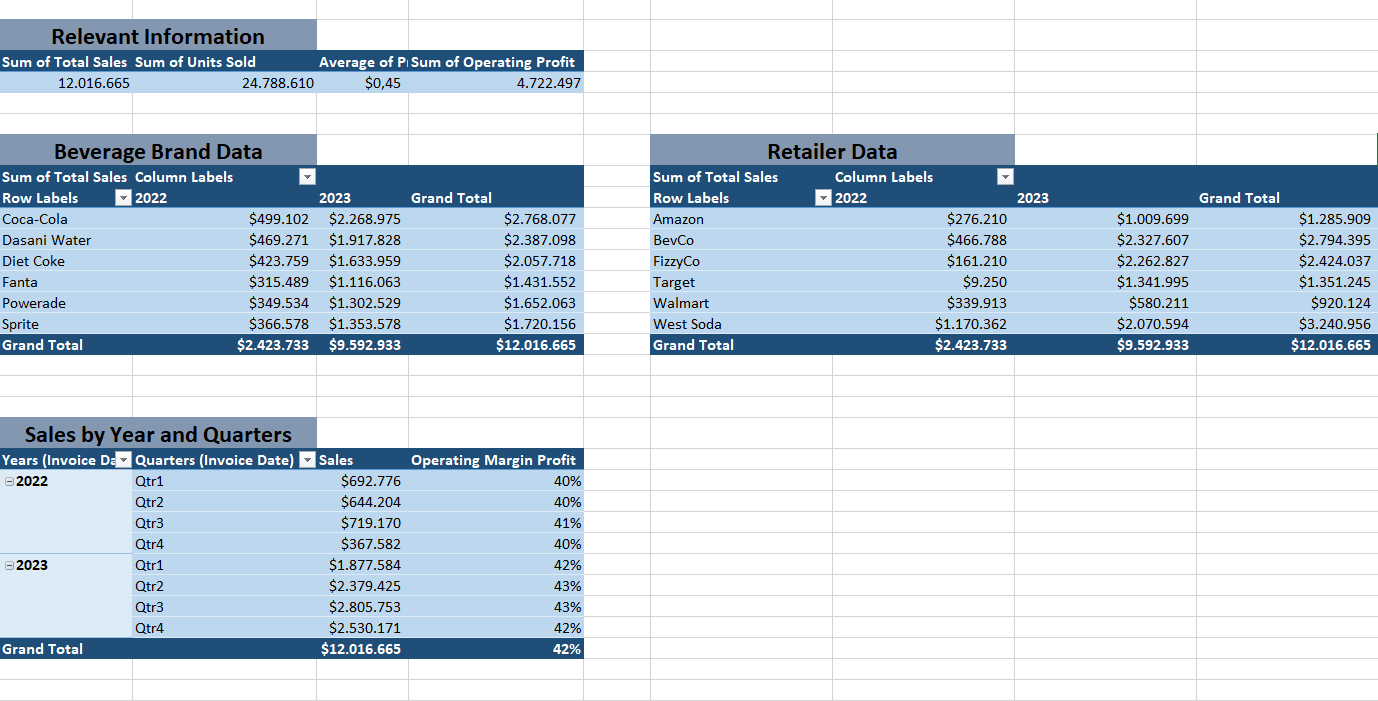 Relevant Information
Sum of Total Sales Sum of Units Sold Average of P Sum of Operating Profit
12.016.665 24.788.610 $0,45 4.722.497
Beverage Brand Data
Sum of Total Sales Column Labels
Row Labels 2022 2023 Grand Total
Coca-Cola $499.102 $2.268.975 $2.768.077
Dasani Water $469.271 $1.917.828 $2.387.098
Diet Coke $423.759 $1.633.959 $2.057.718
Fanta $315.489 $1.116.063 $1.431.552
Powerade $349.534 $1.302.529 $1.652.063
Sprite $366.578 $1.353.578 $1.720.156
Grand Total $2.423.733 $9.592.933 $12.016.665
Retailer Data
Sum of Total Sales Column Labels
Row Labels 2022 2023 Grand Total
Amazon $276.210 $1.009.699 $1.285.909
BevCo $466.788 $2.327.607 $2.794.395
FizzyCo $161.210 $2.262.827 $2.424.037
Target $9.250 $1.341.995 $1.351.245
Walmart $339.913 $580.211 $920.124
West Soda $1.170.362 $2.070.594 $3.240.956
Grand Total $2.423.733 $9.592.933 $12.016.665
Sales by Year and Quarters
Years (Invoice Da Quarters (Invoice Date) Sales Operating Margin Profit
2022 Qtr1 $692.776 40%
Qtr2 $644.204 40%
Qtr3 $719.170 41%
Qtr4 $367.582 40%
2023 Qtr1 $1.877.584 42%
Qtr2 $2.379.425 43%
Qtr3 $2.805.753 43%
Qtr4 $2.530.171 42%
Grand Total $12.016.665 42%